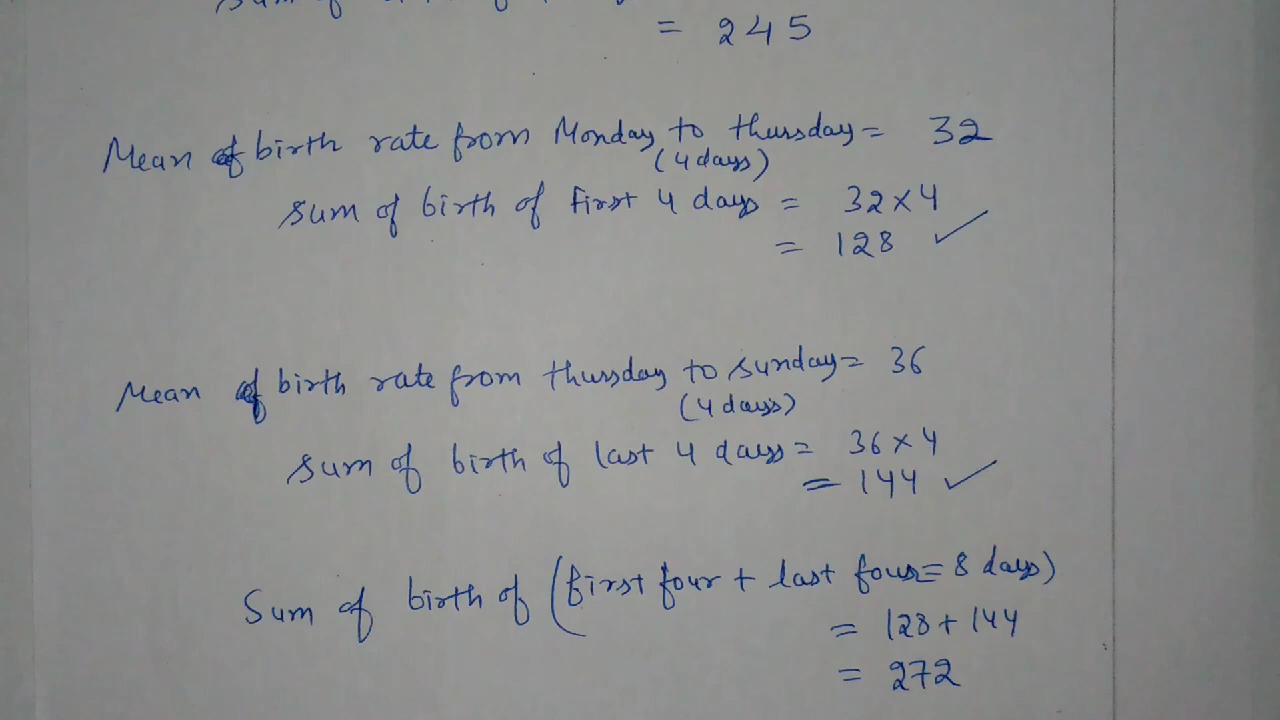 = 245
Mean of birth rate from Monday to thursday = 32
(4 days)
sum of birth of first 4 days = 32 x 4
= 128 ✓
Mean of birth rate from thursday to sunday = 36
(4 days)
sum of birth of last 4 days = 36 x 4
= 144 ✓
Sum of birth of (first four + last four = 8 days)
= 128 + 144
= 272